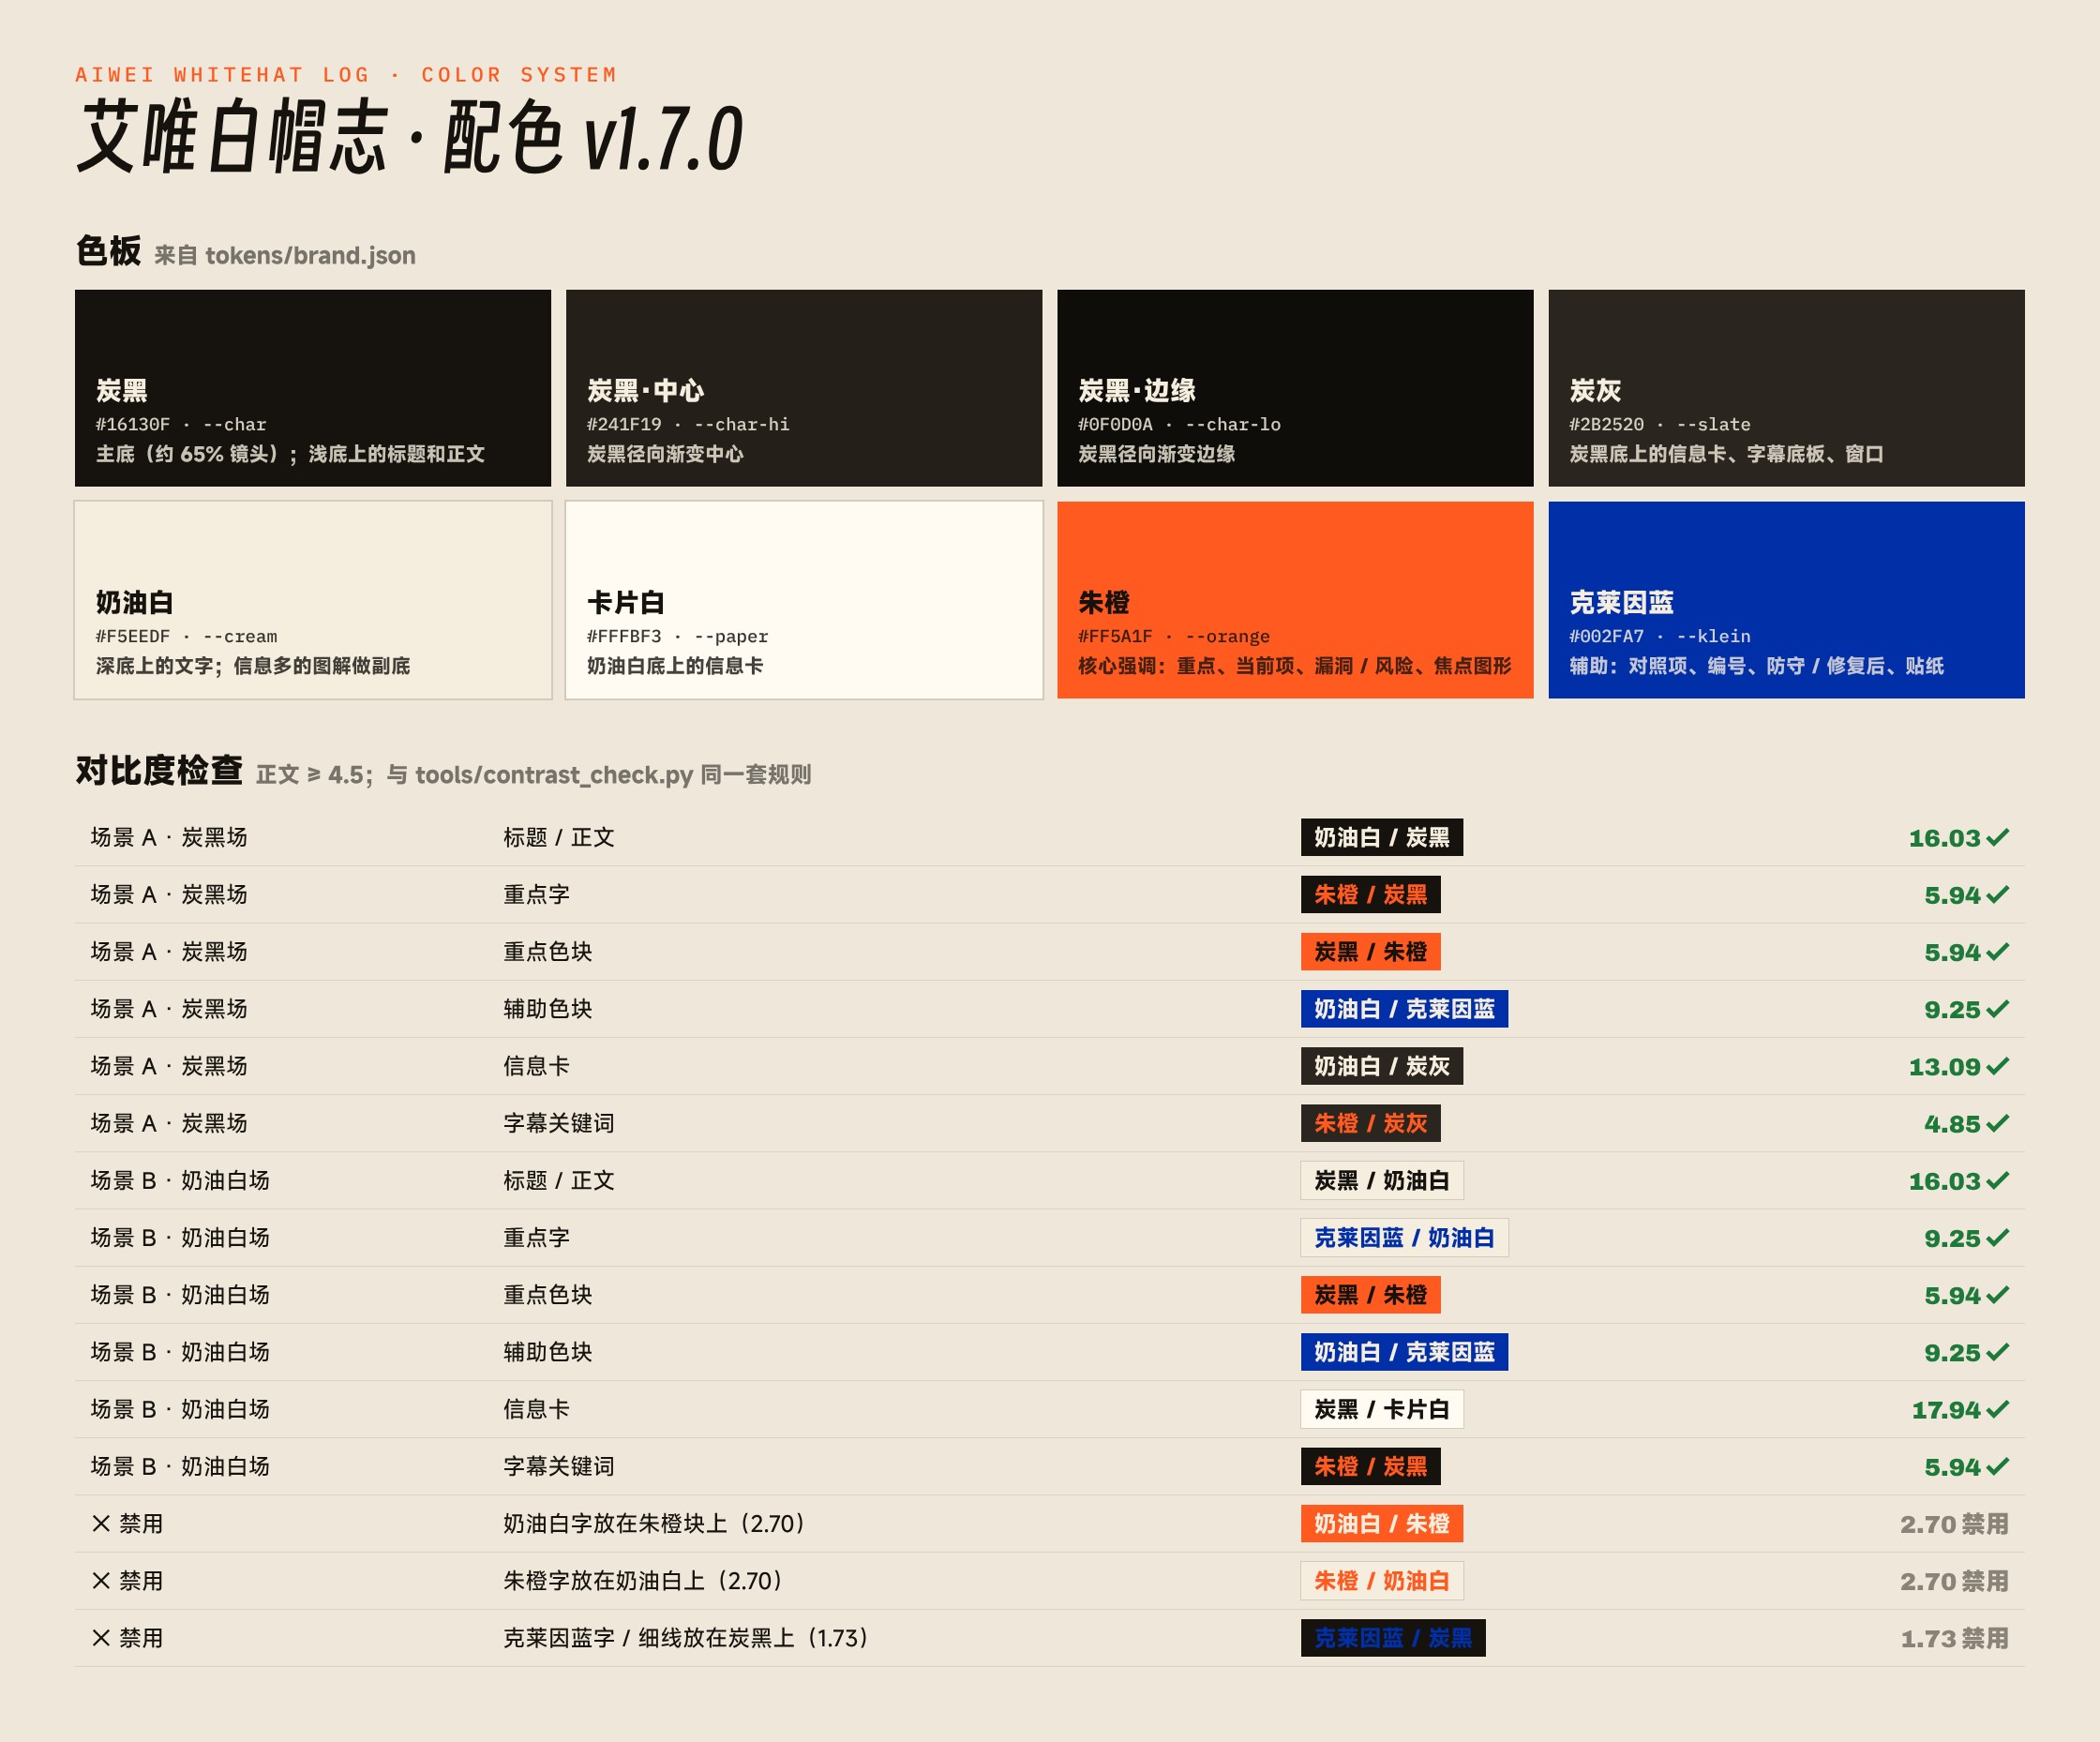 AIWEI WHITEHAT LOG · COLOR SYSTEM
艾唯白帽志 · 配色 v1.7.0
色板 来自 tokens/brand.json
炭黑
#16130F · --char
主底（约 65% 镜头）；浅底上的标题和正文
炭黑·中心
#241F19 · --char-hi
炭黑径向渐变中心
炭黑·边缘
#0F0D0A · --char-lo
炭黑径向渐变边缘
炭灰
#2B2520 · --slate
炭黑底上的信息卡、字幕底板、窗口
奶油白
#F5EEDF · --cream
深底上的文字；信息多的图解做副底
卡片白
#FFFBF3 · --paper
奶油白底上的信息卡
朱橙
#FF5A1F · --orange
核心强调：重点、当前项、漏洞 / 风险、焦点图形
克莱因蓝
#002FA7 · --klein
辅助：对照项、编号、防守 / 修复后、贴纸
对比度检查 正文 ≥ 4.5；与 tools/contrast_check.py 同一套规则
场景 A · 炭黑场 标题 / 正文 奶油白 / 炭黑 16.03 ✓
场景 A · 炭黑场 重点字 朱橙 / 炭黑 5.94 ✓
场景 A · 炭黑场 重点色块 炭黑 / 朱橙 5.94 ✓
场景 A · 炭黑场 辅助色块 奶油白 / 克莱因蓝 9.25 ✓
场景 A · 炭黑场 信息卡 奶油白 / 炭灰 13.09 ✓
场景 A · 炭黑场 字幕关键词 朱橙 / 炭灰 4.85 ✓
场景 B · 奶油白场 标题 / 正文 炭黑 / 奶油白 16.03 ✓
场景 B · 奶油白场 重点字 克莱因蓝 / 奶油白 9.25 ✓
场景 B · 奶油白场 重点色块 炭黑 / 朱橙 5.94 ✓
场景 B · 奶油白场 辅助色块 奶油白 / 克莱因蓝 9.25 ✓
场景 B · 奶油白场 信息卡 炭黑 / 卡片白 17.94 ✓
场景 B · 奶油白场 字幕关键词 朱橙 / 炭黑 5.94 ✓
✕ 禁用 奶油白字放在朱橙块上（2.70） 奶油白 / 朱橙 2.70 禁用
✕ 禁用 朱橙字放在奶油白上（2.70） 朱橙 / 奶油白 2.70 禁用
✕ 禁用 克莱因蓝字 / 细线放在炭黑上（1.73） 克莱因蓝 / 炭黑 1.73 禁用